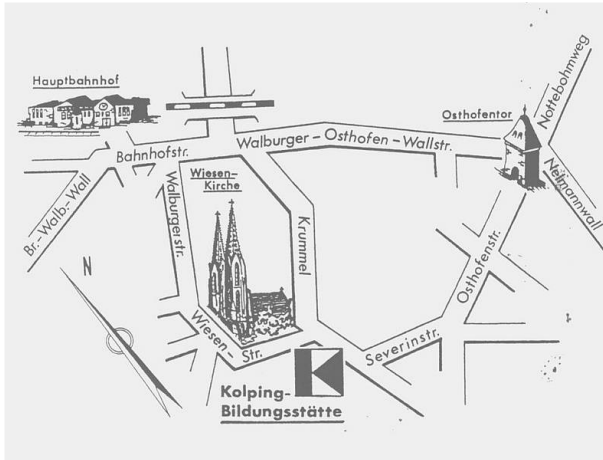 Hauptbahnhof
Osthofentor
Nottebohmweg
Bahnhofstr.
Walburger-Osthofen-Wallstr.
Wiesen-
Kirche
Nelmannwall
Br.-Walb.-Wall
Walburgerstr.
Krummel
N
Osthofenstr.
Wiesen-
Str.
Severinstr.
K
Kolping-
Bildungsstätte